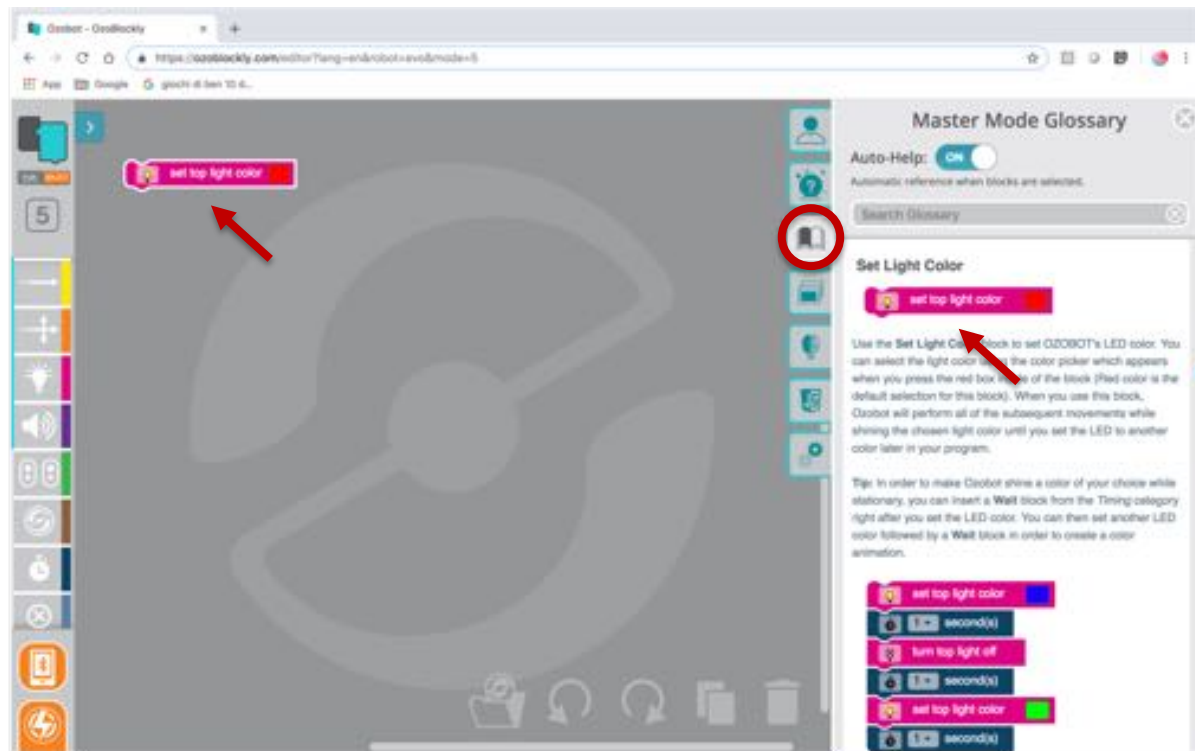 Ozobot - OzoBlockly
https://ozoblockly.com/editor?lang=en&robot=evo&mode=5
App Google giochi di ben 10 d...
set top light color
5
Master Mode Glossary
Auto-Help: ON
Automatic reference when blocks are selected.
Search Glossary
Set Light Color
set top light color
Use the Set Light block to set OZOBOT's LED color. You
can select the light color the color picker which appears
when you press the red box of the block (Red color is the
default selection for this block). When you use this block,
Ozobot will perform all of the subsequent movements while
shining the chosen light color until you set the LED to another
color later in your program.
Tip: In order to make Ozobot shine a color of your choice while
stationary, you can insert a Wait block from the Timing category
right after you set the LED color. You can then set another LED
color followed by a Wait block in order to create a color
animation.
set top light color
1 second(s)
turn top light off
1 second(s)
set top light color
1 second(s)